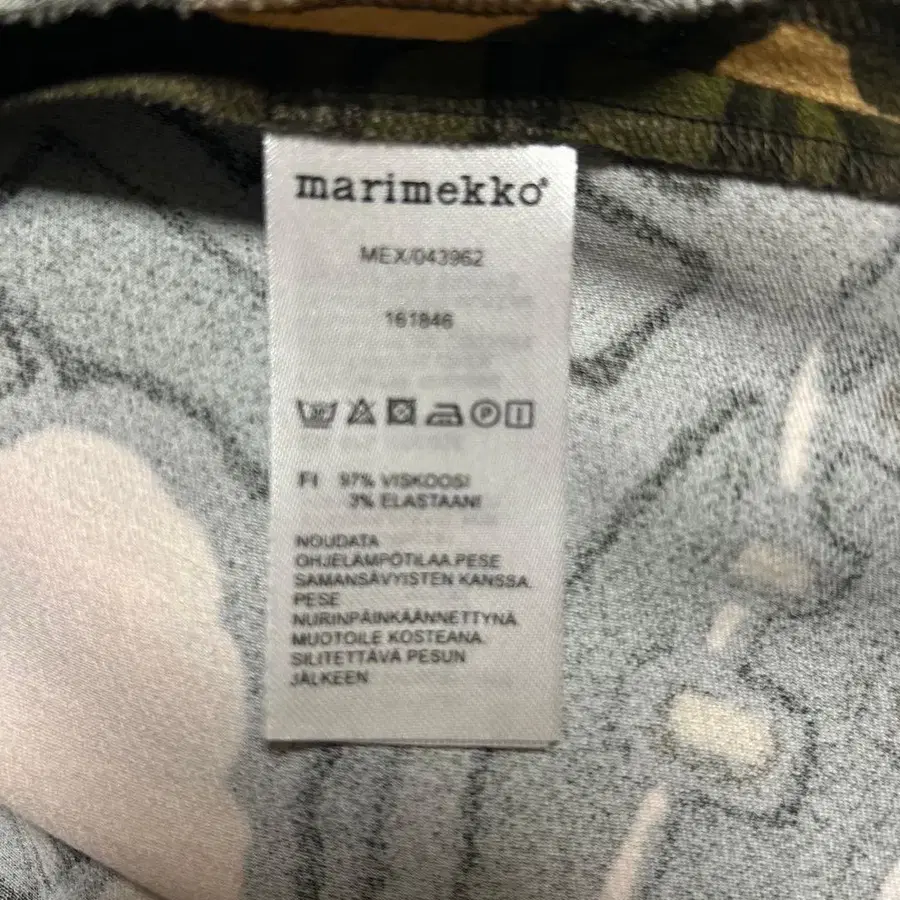 marimekko®
MEX/043962
161846
FI 97% VISKOOSI
3% ELASTAANI
NOUDATA
OHJELÄMPÖTILAA.PESE
SAMANSÄVYISTEN KANSSA.
PESE
NURINPÄINKÄÄNNETTYNÄ.
MUOTOILE KOSTEANA.
SILITETTÄVÄ PESUN
JÄLKEEN